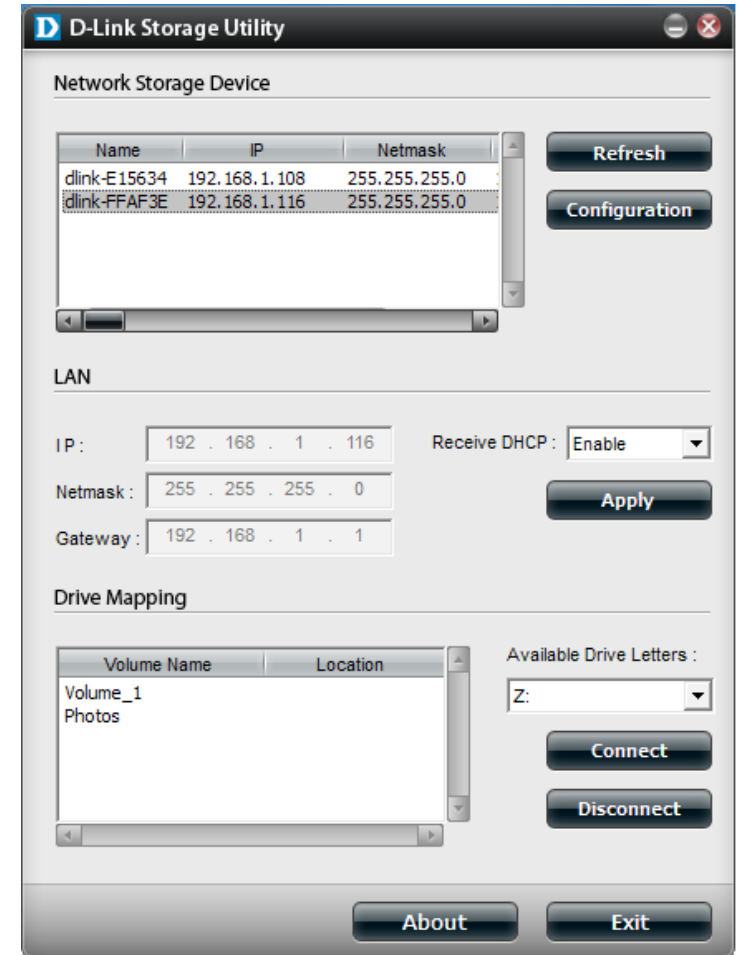 D D-Link Storage Utility
Network Storage Device
Name IP Netmask
dlink-E15634 192.168.1.108 255.255.255.0
dlink-FFAF3E 192.168.1.116 255.255.255.0
Refresh
Configuration
LAN
IP: 192 . 168 . 1 . 116
Receive DHCP : Enable
Netmask : 255 . 255 . 255 . 0
Apply
Gateway : 192 . 168 . 1 . 1
Drive Mapping
Volume Name Location
Volume_1
Photos
Available Drive Letters :
Z:
Connect
Disconnect
About Exit